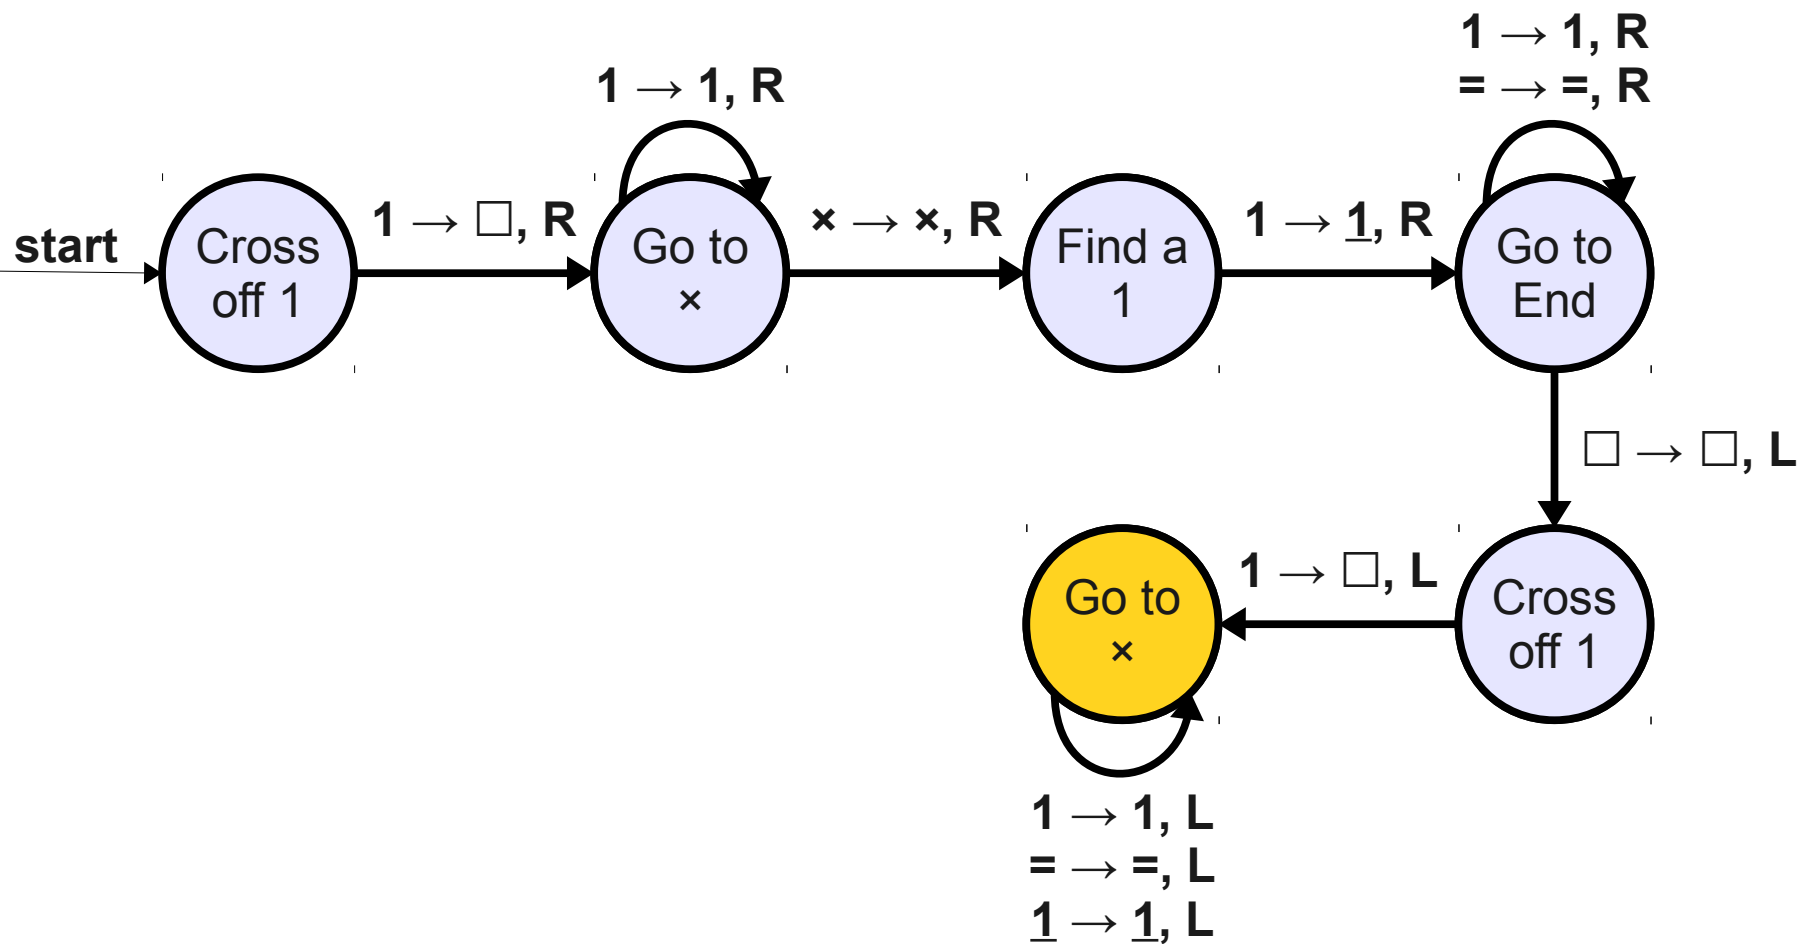 start
Cross
off 1
1 → □, R
1 → 1, R
Go to
×
× → ×, R
Find a
1
1 → 1̲, R
1 → 1, R
= → =, R
Go to
End
□ → □, L
Cross
off 1
1 → □, L
Go to
×
1 → 1, L
= → =, L
1̲ → 1̲, L